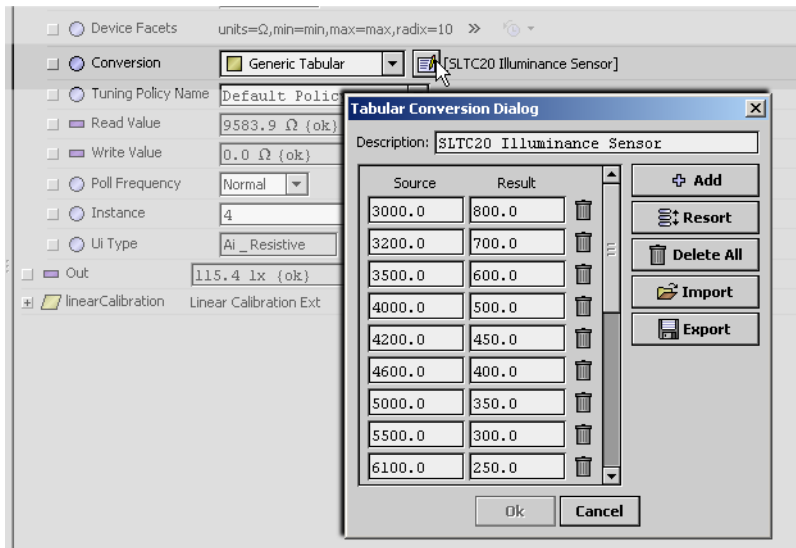 Device Facets units=Ω,min=min,max=max,radix=10 »
Conversion Generic Tabular [SLTC20 Illuminance Sensor]
Tuning Policy Name Default Polic
Read Value 9583.9 Ω {ok}
Write Value 0.0 Ω {ok}
Poll Frequency Normal
Instance 4
Ui Type Ai _ Resistive
Out 115.4 lx {ok}
linearCalibration Linear Calibration Ext
Tabular Conversion Dialog
Description: SLTC20 Illuminance Sensor
Source Result
3000.0 800.0
3200.0 700.0
3500.0 600.0
4000.0 500.0
4200.0 450.0
4600.0 400.0
5000.0 350.0
5500.0 300.0
6100.0 250.0
Add
Resort
Delete All
Import
Export
Ok Cancel